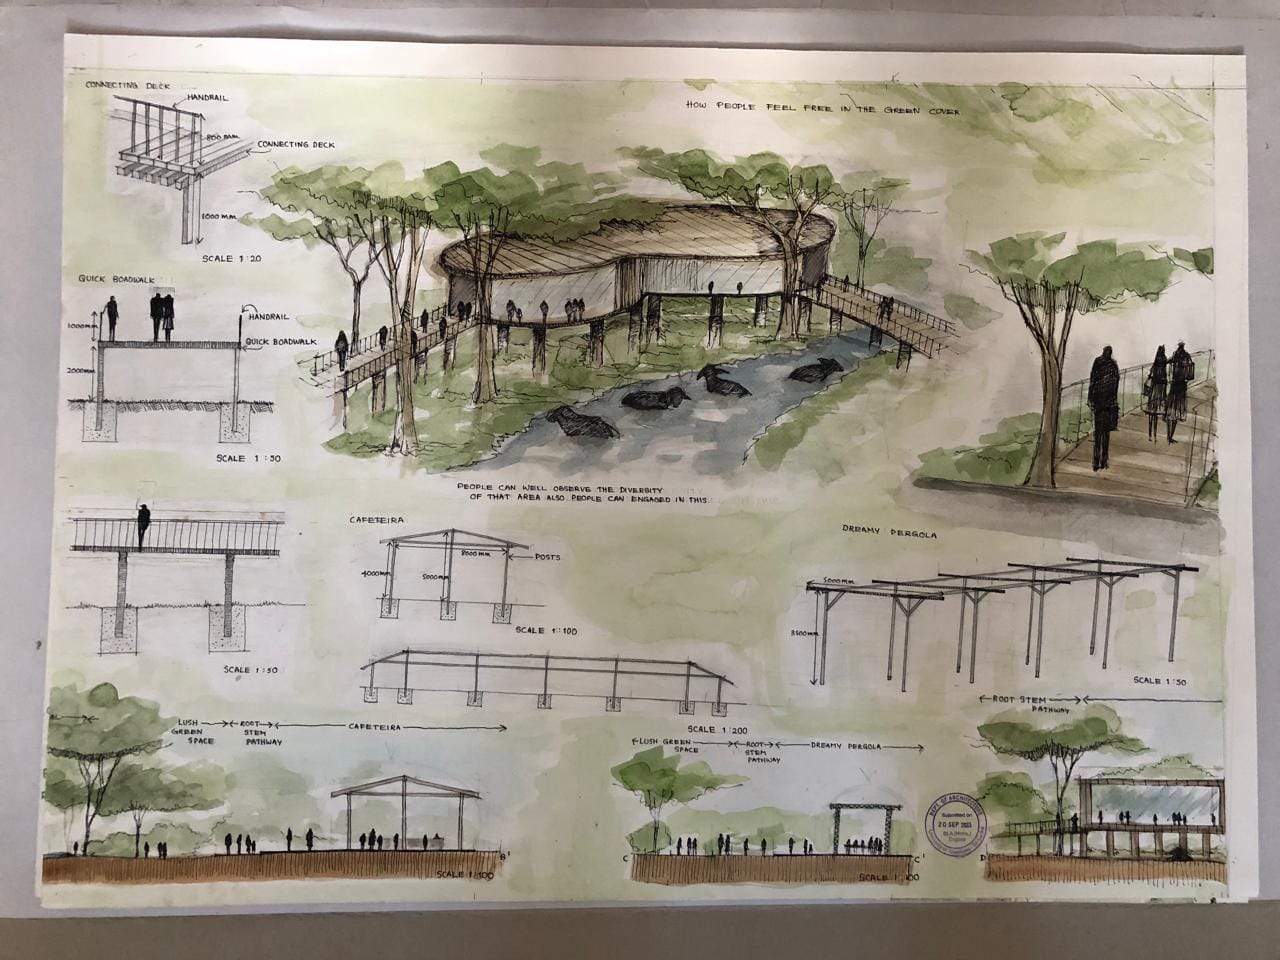 CONNECTING DECK
HANDRAIL
800 mm
CONNECTING DECK
1000 mm
SCALE 1:20
HOW PEOPLE FEEL FREE IN THE GREEN COVER
QUICK BOADWALK
1000mm
HANDRAIL
QUICK BOADWALK
2000mm
SCALE 1:50
PEOPLE CAN WELL OBSERVE THE DIVERSITY
OF THAT AREA ALSO PEOPLE CAN ENGAGED IN THIS.
SCALE 1:50
CAFETEIRA
8000mm
POSTS
4000mm
5000mm
SCALE 1:100
SCALE 1:200
DREAMY PERGOLA
5000mm
3500mm
SCALE 1:50
LUSH
GREEN
SPACE
ROOT
STEM
PATHWAY
CAFETEIRA
B'
SCALE 1:100
LUSH GREEN
SPACE
ROOT
STEM
PATHWAY
DREAMY PERGOLA
C
C'
SCALE 1:100
ROOT STEM
PATHWAY
D
DEPT. OF ARCHITECTURE
Submitted on
20 SEP 2023